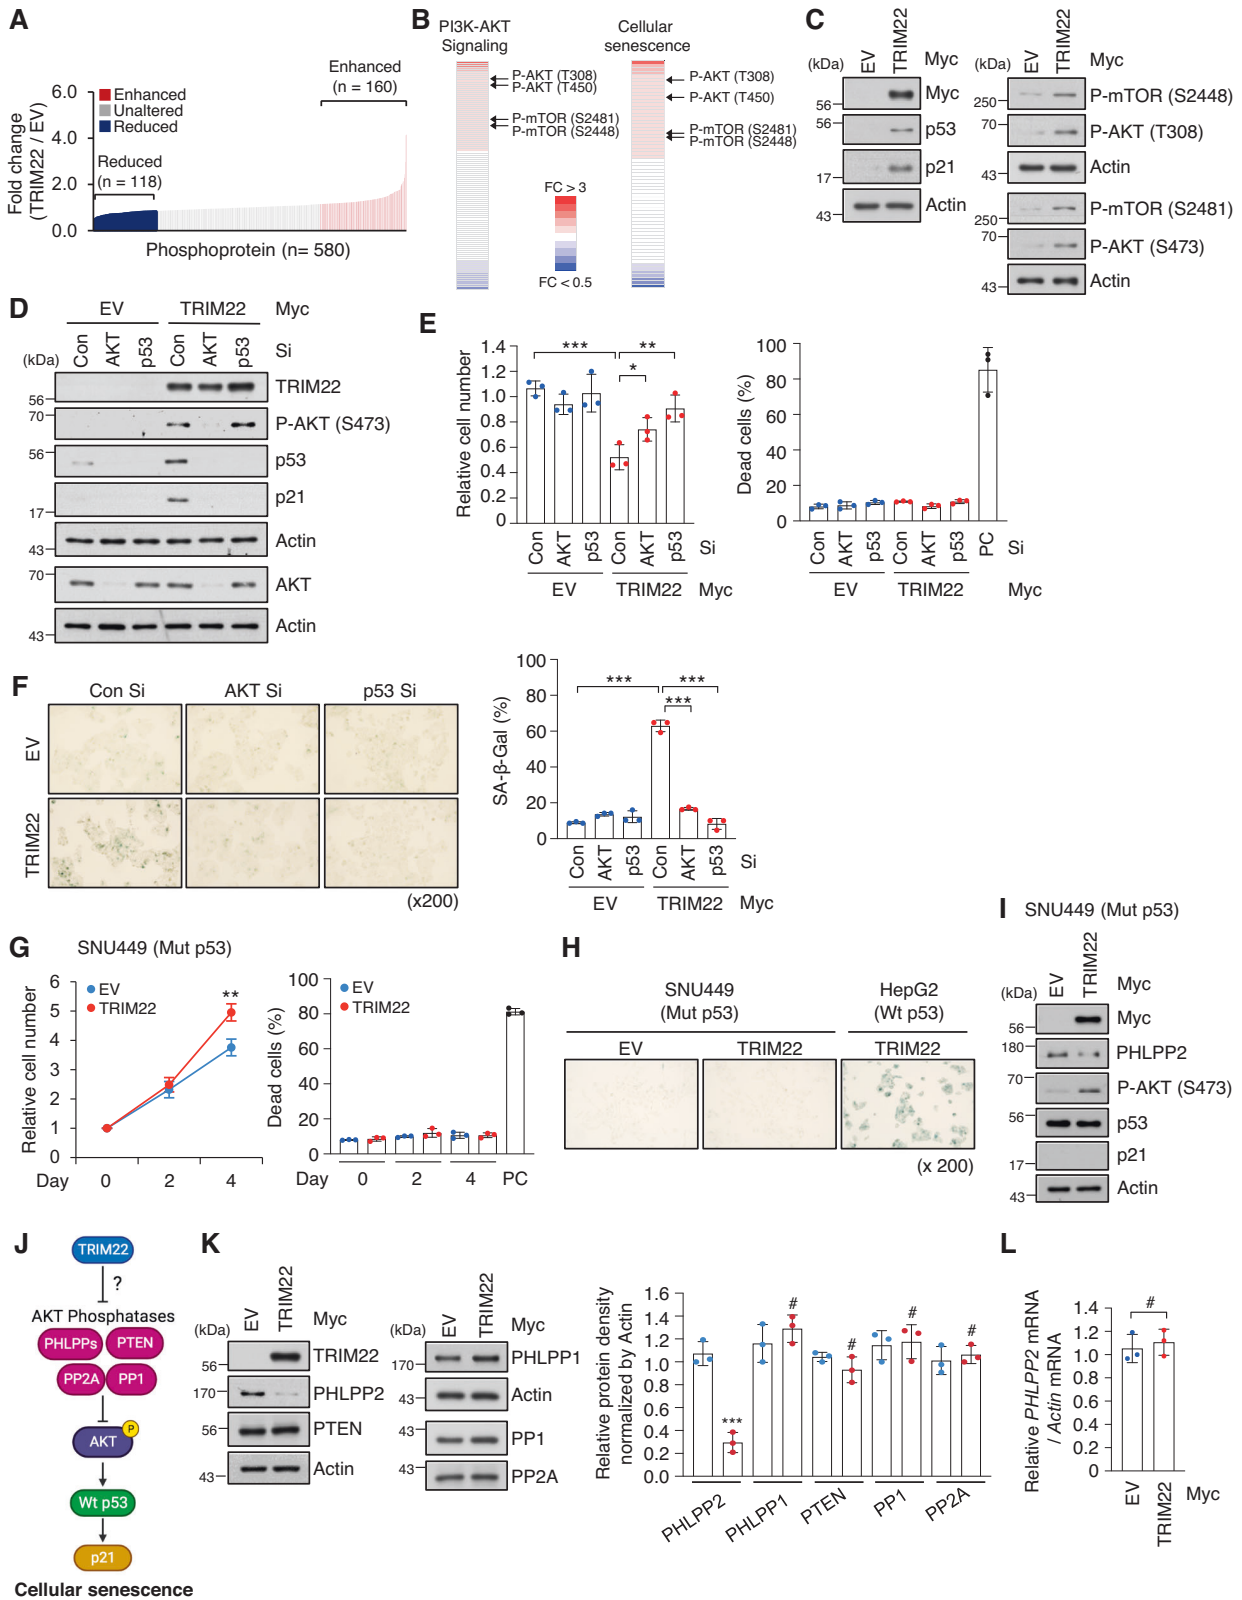 A
Fold change
(TRIM22 / EV)
6.0
4.0
2.0
0.0
Enhanced
Unaltered
Reduced
Enhanced
(n = 160)
Reduced
(n = 118)
Phosphoprotein (n= 580)
B
PI3K-AKT
Signaling
P-AKT (T308)
P-AKT (T450)
P-mTOR (S2481)
P-mTOR (S2448)
FC > 3
FC < 0.5
Cellular
senescence
P-AKT (T308)
P-AKT (T450)
P-mTOR (S2481)
P-mTOR (S2448)
C
(kDa)
EV
TRIM22
Myc
56
Myc
56
p53
p21
17
43
Actin
(kDa)
EV
TRIM22
Myc
250
P-mTOR (S2448)
70
P-AKT (T308)
43
Actin
250
P-mTOR (S2481)
70
P-AKT (S473)
43
Actin
D
EV
TRIM22
Myc
(kDa)
Con
AKT
p53
Con
AKT
p53
Si
56
TRIM22
70
P-AKT (S473)
56
p53
p21
17
43
Actin
70
AKT
43
Actin
E
Relative cell number
1.4
1.2
1.0
0.8
0.6
0.4
0.2
0
***
**
*
Con
AKT
p53
Con
AKT
p53
Si
EV
TRIM22
Myc
Dead cells (%)
100
80
60
40
20
0
Con
AKT
p53
Con
AKT
p53
PC
Si
EV
TRIM22
Myc
F
Con Si
AKT Si
p53 Si
EV
TRIM22
(x200)
SA-β-Gal (%)
100
80
60
40
20
0
***
***
***
Con
AKT
p53
Con
AKT
p53
Si
EV
TRIM22
Myc
G
SNU449 (Mut p53)
Relative cell number
6
5
4
3
2
1
0
EV
TRIM22
**
Day
0
2
4
Dead cells (%)
100
80
60
40
20
0
EV
TRIM22
Day
0
2
4
PC
H
SNU449
(Mut p53)
HepG2
(Wt p53)
EV
TRIM22
TRIM22
(x 200)
I
SNU449 (Mut p53)
(kDa)
EV
TRIM22
Myc
56
Myc
180
PHLPP2
70
P-AKT (S473)
56
p53
p21
17
43
Actin
J
TRIM22
?
AKT Phosphatases
PHLPPs
PTEN
PP2A
PP1
AKT
P
Wt p53
p21
Cellular senescence
K
(kDa)
EV
TRIM22
Myc
56
TRIM22
170
PHLPP2
56
PTEN
43
Actin
(kDa)
EV
TRIM22
Myc
170
PHLPP1
43
Actin
43
PP1
43
PP2A
Relative protein density
normalized by Actin
1.6
1.4
1.2
1.0
0.8
0.6
0.4
0.2
0.0
***
#
#
#
#
PHLPP2
PHLPP1
PTEN
PP1
PP2A
L
Relative PHLPP2 mRNA
/ Actin mRNA
1.4
1.2
1
0.8
0.6
0.4
0.2
0
#
EV
TRIM22
Myc